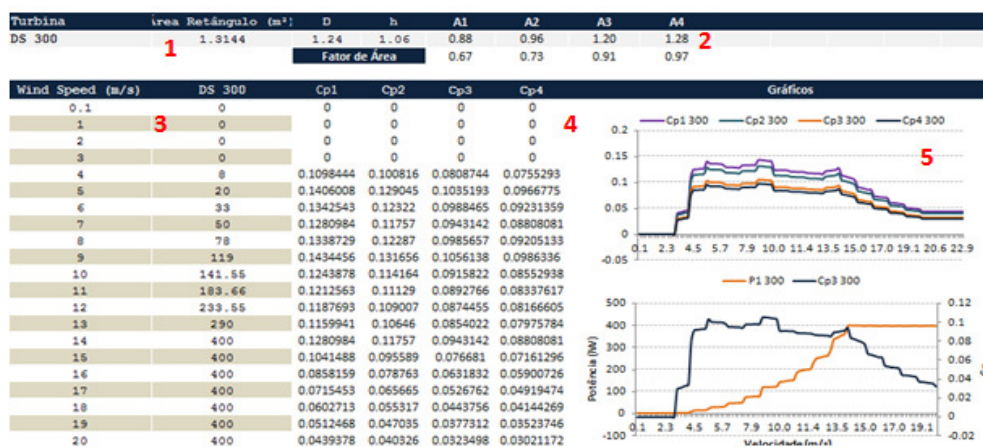 Turbina Área Retângulo (m²) D h A1 A2 A3 A4
DS 300 1.3144 1.24 1.06 0.88 0.96 1.20 1.28
1 2
Fator de Área 0.67 0.73 0.91 0.97
Wind Speed (m/s) DS 300 Cp1 Cp2 Cp3 Cp4 Gráficos
0.1 0 0 0 0 0
1 3 0 0 0 0 0 4
2 0 0 0 0 0
3 0 0 0 0 0
4 8 0.1098444 0.100816 0.0808744 0.0755293
5 20 0.1406008 0.129045 0.1035193 0.0966775
6 33 0.1342543 0.12322 0.0988465 0.09231359
7 50 0.1280984 0.11757 0.0943142 0.08808081
8 78 0.1338729 0.12287 0.0985657 0.09205133
9 119 0.1434456 0.131656 0.1056138 0.0986336
10 141.55 0.1243878 0.114164 0.0915822 0.08552938
11 183.66 0.1212563 0.11129 0.0892766 0.08337617
12 233.55 0.1187693 0.109007 0.0874455 0.08166605
13 290 0.1159941 0.10646 0.0854022 0.07975784
14 400 0.1280984 0.11757 0.0943142 0.08808081
15 400 0.1041488 0.095589 0.076681 0.07161296
16 400 0.0858159 0.078763 0.0631832 0.05900726
17 400 0.0715453 0.065665 0.0526762 0.04919474
18 400 0.0602713 0.055317 0.0443756 0.04144269
19 400 0.0512468 0.047035 0.0377312 0.03523746
20 400 0.0439378 0.040326 0.0323498 0.03021172
Cp1 300 Cp2 300 Cp3 300 Cp4 300
0.2
0.15
5
0.1
0.05
0
-0.05
0.1 2.3 4.5 5.7 7.9 10.0 11.4 13.5 15.0 17.0 19.1 20.6 22.9
P1 300 Cp3 300
500 0.12
400 0.1
300 0.08
200 0.06
0.04
100 0.02
0 0
-100 -0.02
Potência (W)
0.1 2.3 4.5 5.7 7.9 10.0 11.4 13.5 15.0 17.0 19.1
Velocidade (m/s)